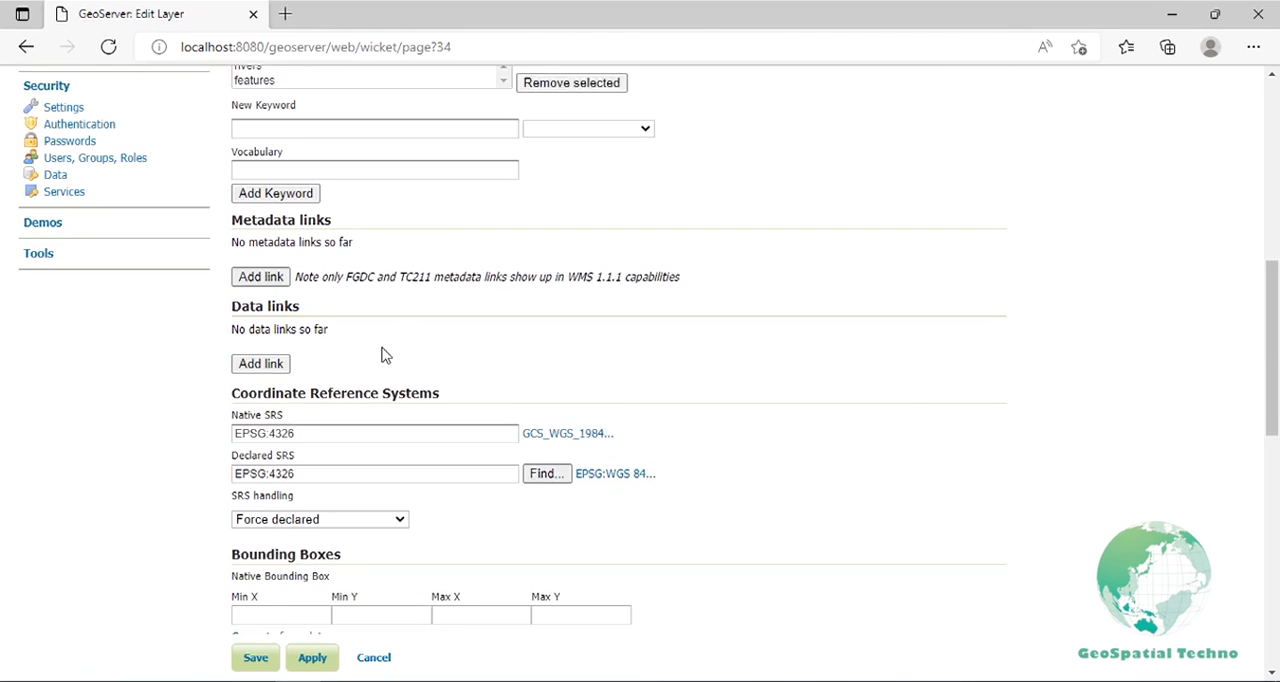 GeoServer: Edit Layer
localhost:8080/geoserver/web/wicket/page?34
Security
Settings
Authentication
Passwords
Users, Groups, Roles
Data
Services
Demos
Tools
rivers
features
Remove selected
New Keyword
Vocabulary
Add Keyword
Metadata links
No metadata links so far
Add link Note only FGDC and TC211 metadata links show up in WMS 1.1.1 capabilities
Data links
No data links so far
Add link
Coordinate Reference Systems
Native SRS
EPSG:4326 GCS_WGS_1984...
Declared SRS
EPSG:4326 Find... EPSG:WGS 84...
SRS handling
Force declared
Bounding Boxes
Native Bounding Box
Min X Min Y Max X Max Y
Save Apply Cancel
GeoSpatial Techno